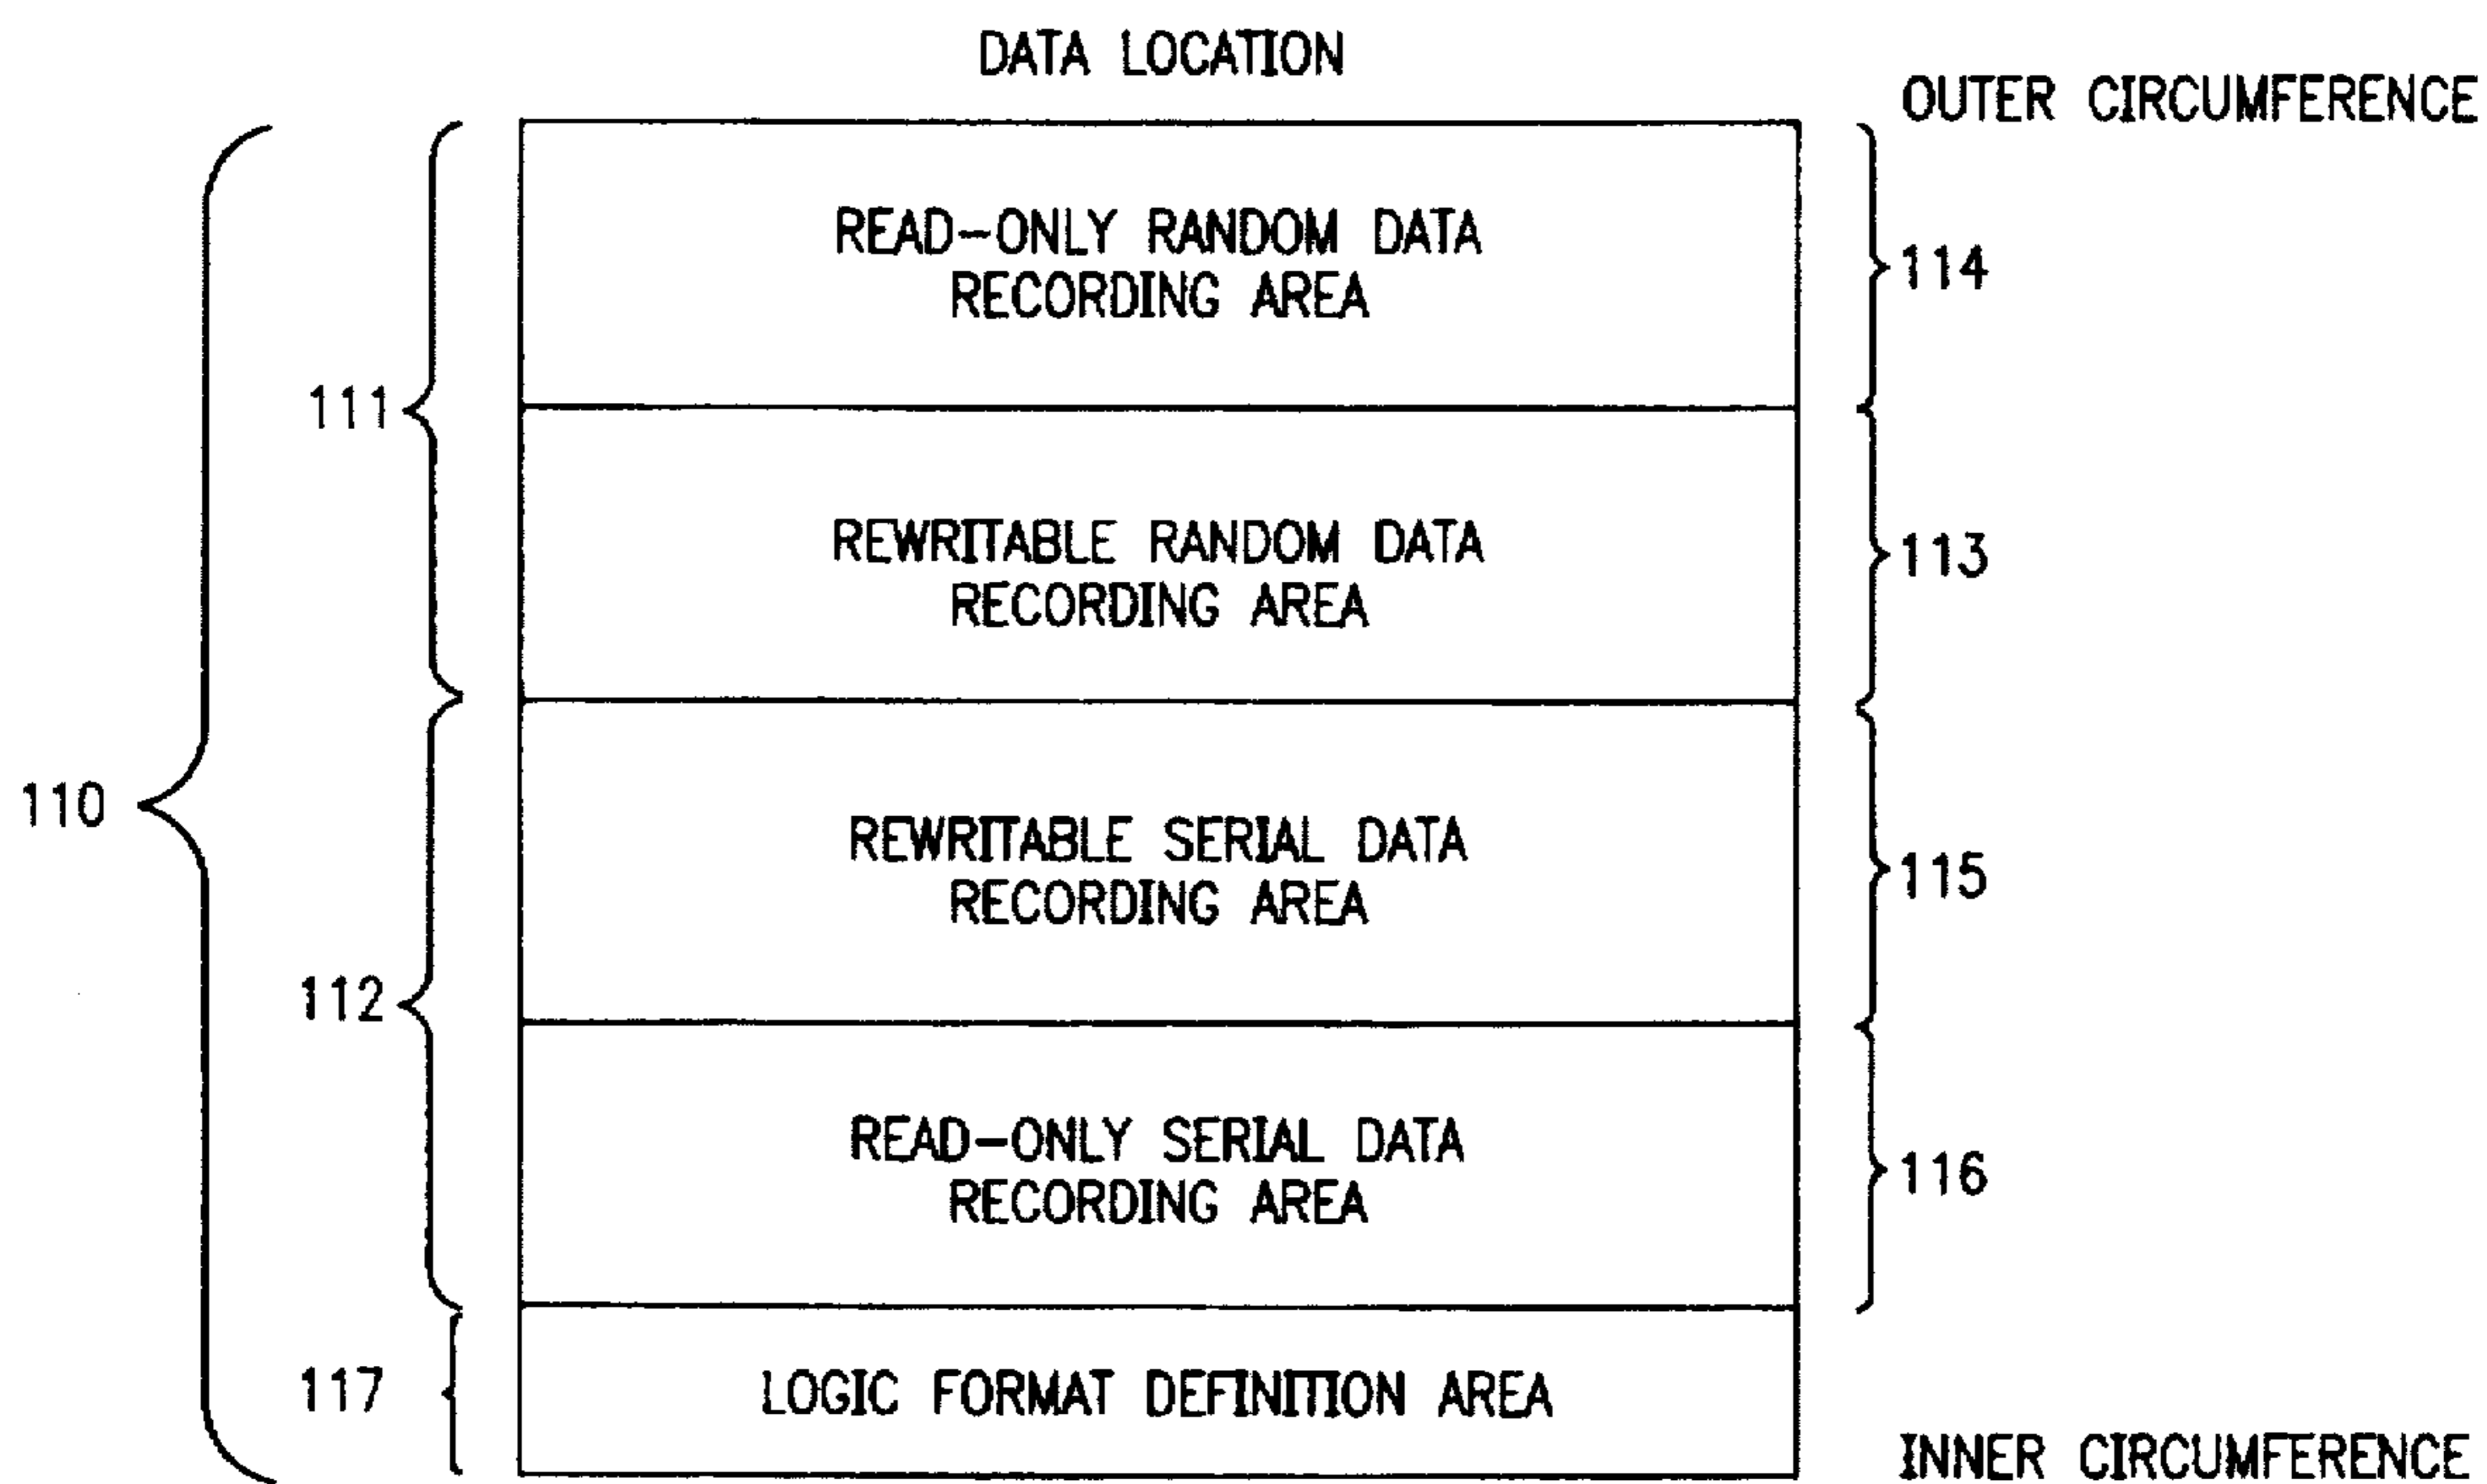 DATA LOCATION
OUTER CIRCUMFERENCE
READ-ONLY RANDOM DATA
RECORDING AREA
114
111
REWRITABLE RANDOM DATA
RECORDING AREA
113
110
REWRITABLE SERIAL DATA
RECORDING AREA
115
112
READ-ONLY SERIAL DATA
RECORDING AREA
116
117
LOGIC FORMAT DEFINITION AREA
INNER CIRCUMFERENCE